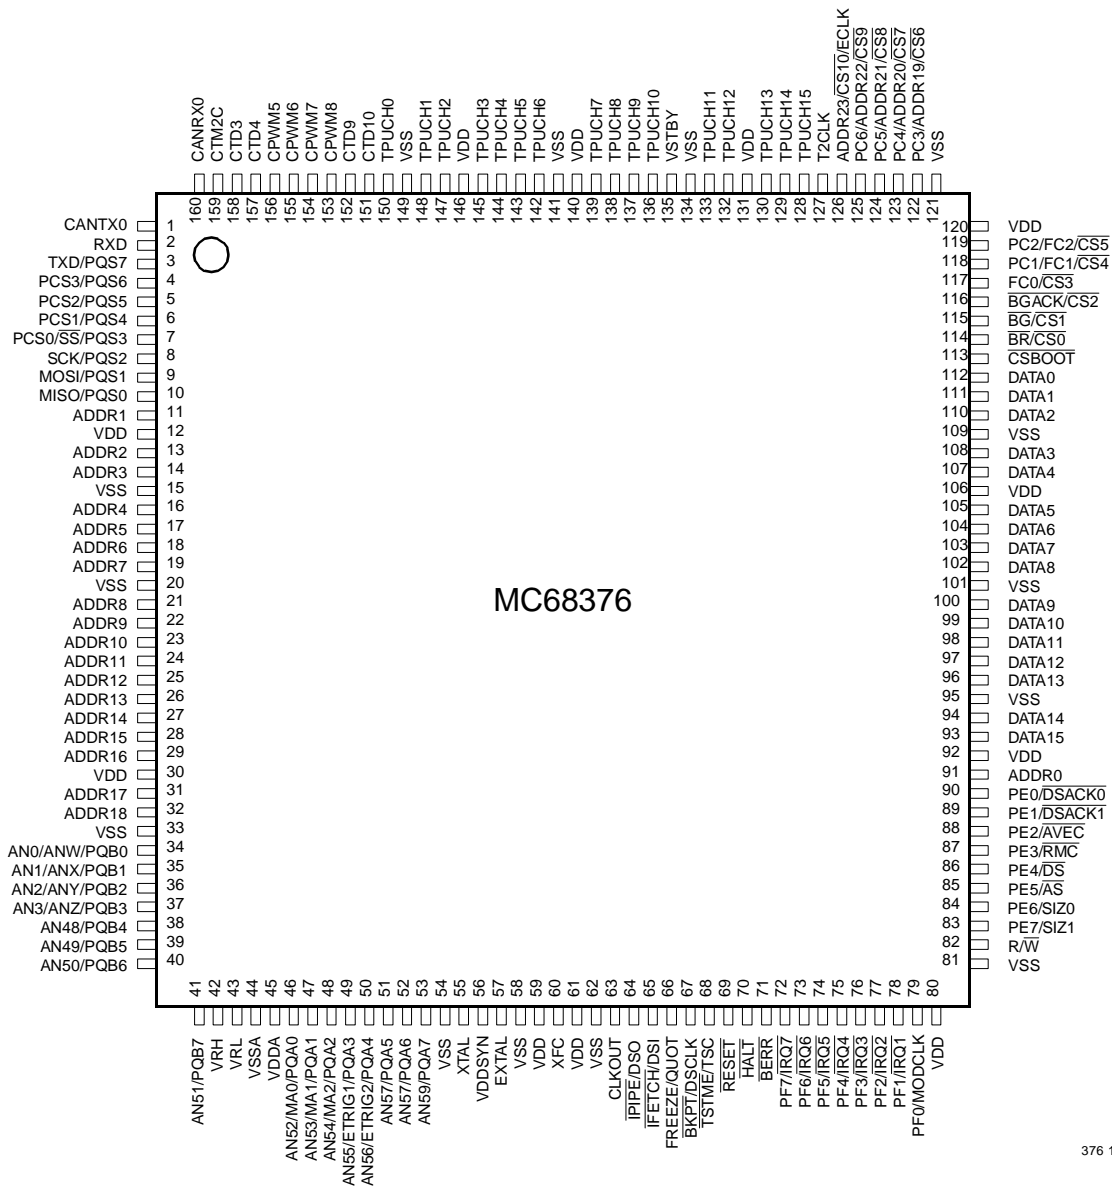 CANRX0
CTM2C
CTD3
CTD4
CPWM5
CPWM6
CPWM7
CPWM8
CTD9
CTD10
TPUCH0
VSS
TPUCH1
TPUCH2
VDD
TPUCH3
TPUCH4
TPUCH5
TPUCH6
VSS
VDD
TPUCH7
TPUCH8
TPUCH9
TPUCH10
VSTBY
VSS
TPUCH11
TPUCH12
VDD
TPUCH13
TPUCH14
TPUCH15
T2CLK
ADDR23/CS10/ECLK
PC6/ADDR22/CS9
PC5/ADDR21/CS8
PC4/ADDR20/CS7
PC3/ADDR19/CS6
VSS
160
159
158
157
156
155
154
153
152
151
150
149
148
147
146
145
144
143
142
141
140
139
138
137
136
135
134
133
132
131
130
129
128
127
126
125
124
123
122
121
CANTX0 1
RXD 2
TXD/PQS7 3
PCS3/PQS6 4
PCS2/PQS5 5
PCS1/PQS4 6
PCS0/SS/PQS3 7
SCK/PQS2 8
MOSI/PQS1 9
MISO/PQS0 10
ADDR1 11
VDD 12
ADDR2 13
ADDR3 14
VSS 15
ADDR4 16
ADDR5 17
ADDR6 18
ADDR7 19
VSS 20
ADDR8 21
ADDR9 22
ADDR10 23
ADDR11 24
ADDR12 25
ADDR13 26
ADDR14 27
ADDR15 28
ADDR16 29
VDD 30
ADDR17 31
ADDR18 32
VSS 33
AN0/ANW/PQB0 34
AN1/ANX/PQB1 35
AN2/ANY/PQB2 36
AN3/ANZ/PQB3 37
AN48/PQB4 38
AN49/PQB5 39
AN50/PQB6 40
MC68376
120 VDD
119 PC2/FC2/CS5
118 PC1/FC1/CS4
117 FC0/CS3
116 BGACK/CS2
115 BG/CS1
114 BR/CS0
113 CSBOOT
112 DATA0
111 DATA1
110 DATA2
109 VSS
108 DATA3
107 DATA4
106 VDD
105 DATA5
104 DATA6
103 DATA7
102 DATA8
101 VSS
100 DATA9
99 DATA10
98 DATA11
97 DATA12
96 DATA13
95 VSS
94 DATA14
93 DATA15
92 VDD
91 ADDR0
90 PE0/DSACK0
89 PE1/DSACK1
88 PE2/AVEC
87 PE3/RMC
86 PE4/DS
85 PE5/AS
84 PE6/SIZ0
83 PE7/SIZ1
82 R/W
81 VSS
41
42
43
44
45
46
47
48
49
50
51
52
53
54
55
56
57
58
59
60
61
62
63
64
65
66
67
68
69
70
71
72
73
74
75
76
77
78
79
80
AN51/PQB7
VRH
VRL
VSSA
VDDA
AN52/MA0/PQA0
AN53/MA1/PQA1
AN54/MA2/PQA2
AN55/ETRIG1/PQA3
AN56/ETRIG2/PQA4
AN57/PQA5
AN57/PQA6
AN59/PQA7
VSS
XTAL
VDDSYN
EXTAL
VSS
VDD
XFC
VDD
VSS
CLKOUT
IPIPE/DSO
IFETCH/DSI
FREEZE/QUOT
BKPT/DSCLK
TSTME/TSC
RESET
HALT
BERR
PF7/IRQ7
PF6/IRQ6
PF5/IRQ5
PF4/IRQ4
PF3/IRQ3
PF2/IRQ2
PF1/IRQ1
PF0/MODCLK
VDD